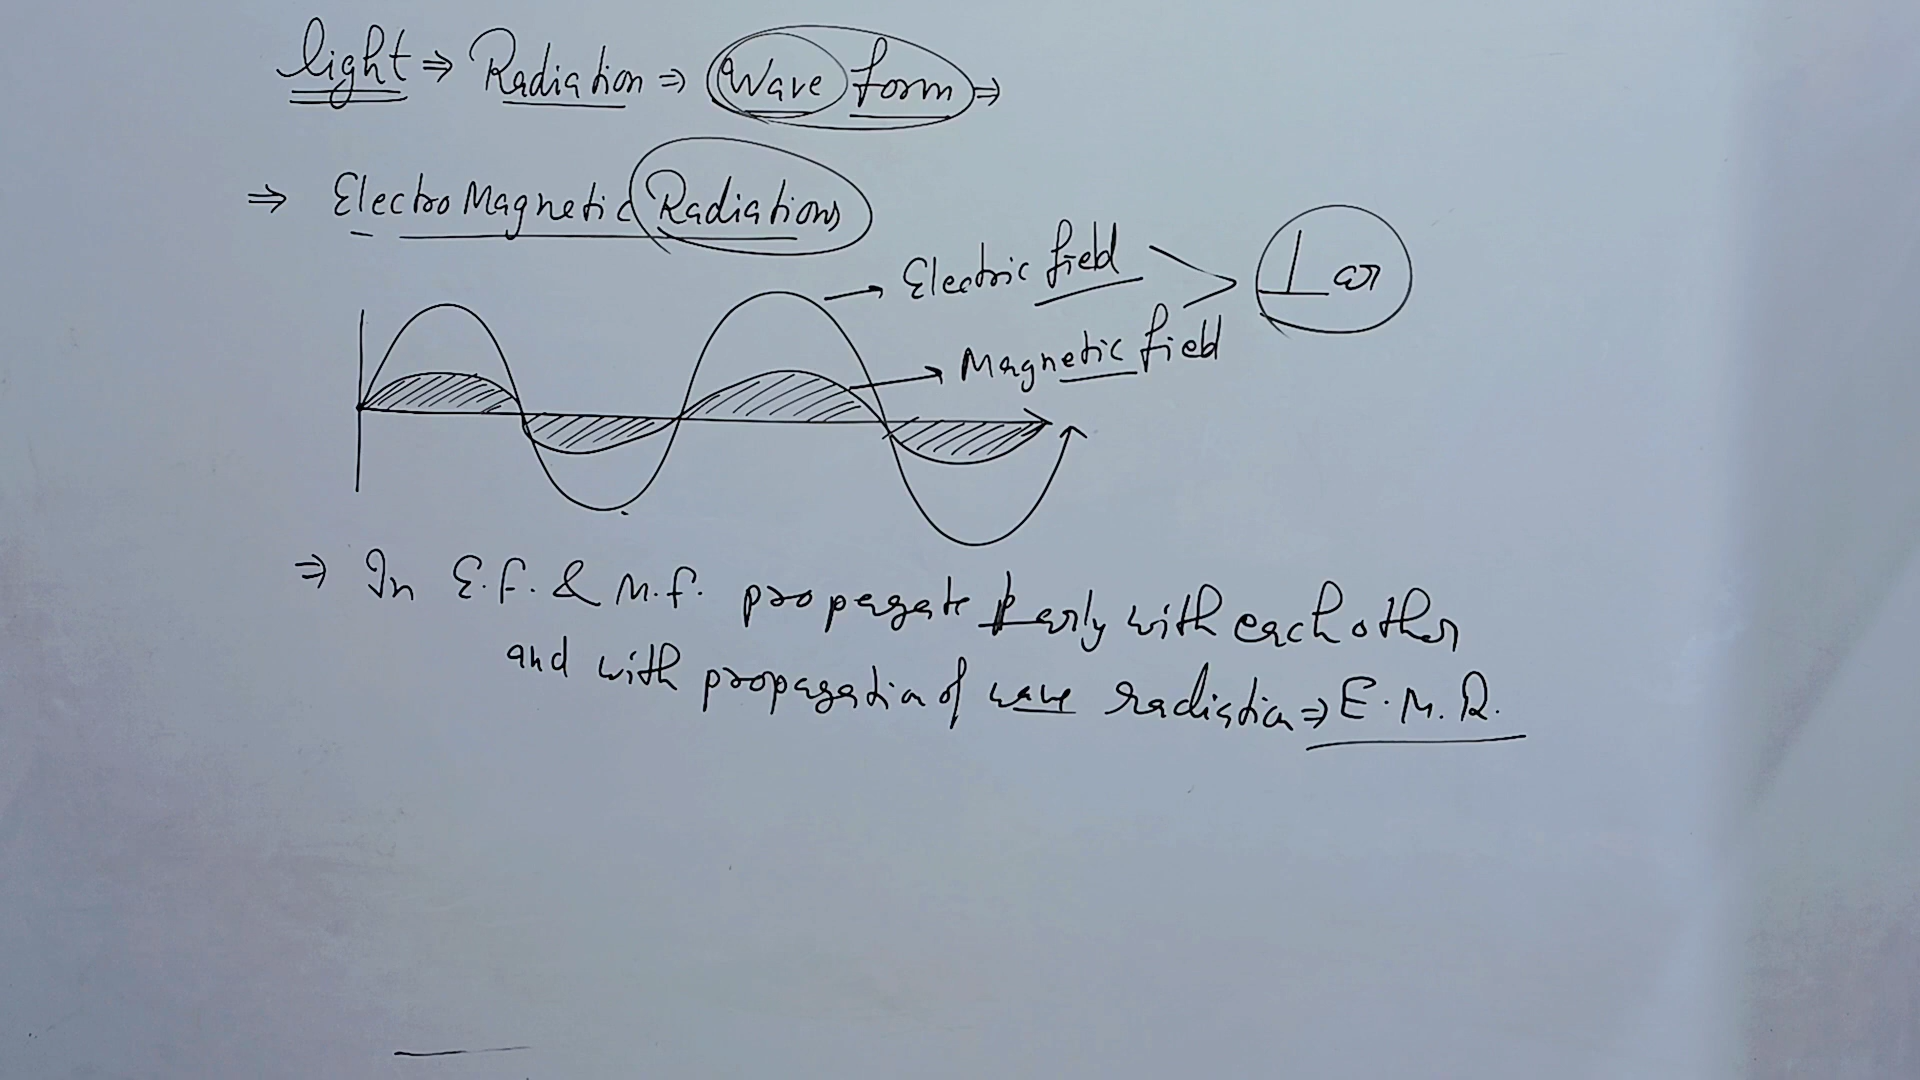 light ⇒ Radiation ⇒ Wave form ⇒
⇒ ElectroMagnetic Radiations
Electric field
⊥ar
Magnetic field
⇒ In E.F. & M.F. propagate ⊥arly with each other
and with propagation of wave radiation ⇒ E.M.R.